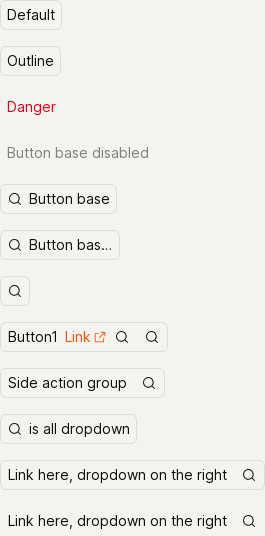 Default
Outline
Danger
Button base disabled
Button base
Button bas...
Button1 Link
Side action group
is all dropdown
Link here, dropdown on the right
Link here, dropdown on the right